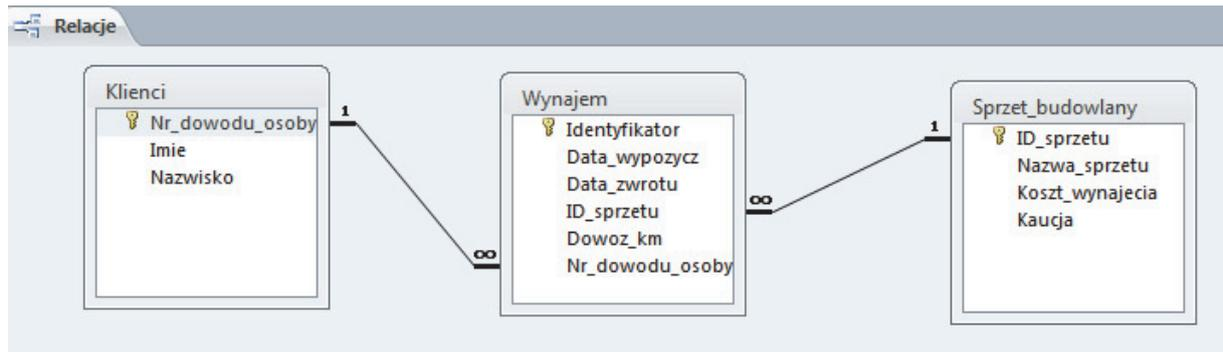 Relacje
Klienci
Nr_dowodu_osoby
Imie
Nazwisko
1
∞
Wynajem
Identyfikator
Data_wypozycz
Data_zwrotu
ID_sprzetu
Dowoz_km
Nr_dowodu_osoby
∞
1
Sprzet_budowlany
ID_sprzetu
Nazwa_sprzetu
Koszt_wynajecia
Kaucja